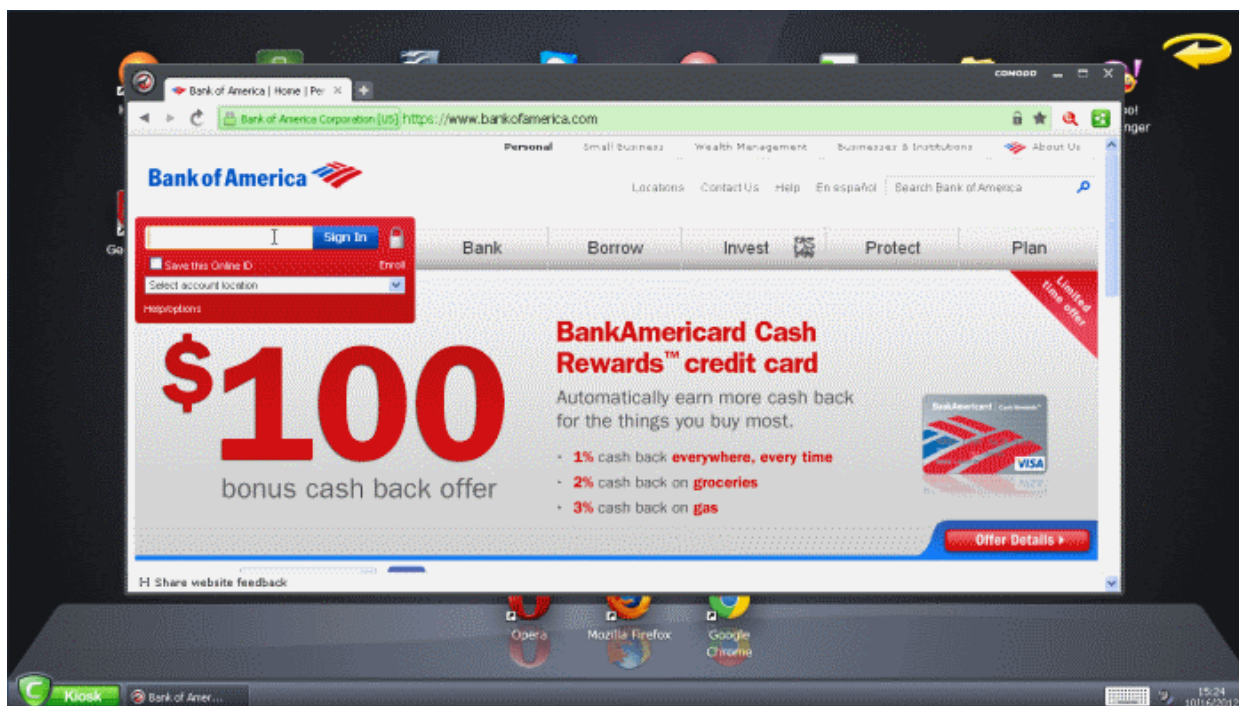 COMODO
Bank of America | Home | Per
Bank of America Corporation [US] https://www.bankofamerica.com
Personal Small Business Wealth Management Businesses & Institutions About Us
Bank of America
Locations Contact Us Help En español Search Bank of America
Sign In
Bank Borrow Invest Protect Plan
Save this Online ID Enroll
Select account location
Help/options
Limited time offer
$100
bonus cash back offer
BankAmericard Cash
Rewards™ credit card
Automatically earn more cash back
for the things you buy most.
· 1% cash back everywhere, every time
· 2% cash back on groceries
· 3% cash back on gas
BankAmericard Cash Rewards™
VISA
Offer Details
Share website feedback
Opera Mozilla Firefox Google
Chrome
Kiosk Bank of Amer... 15:24